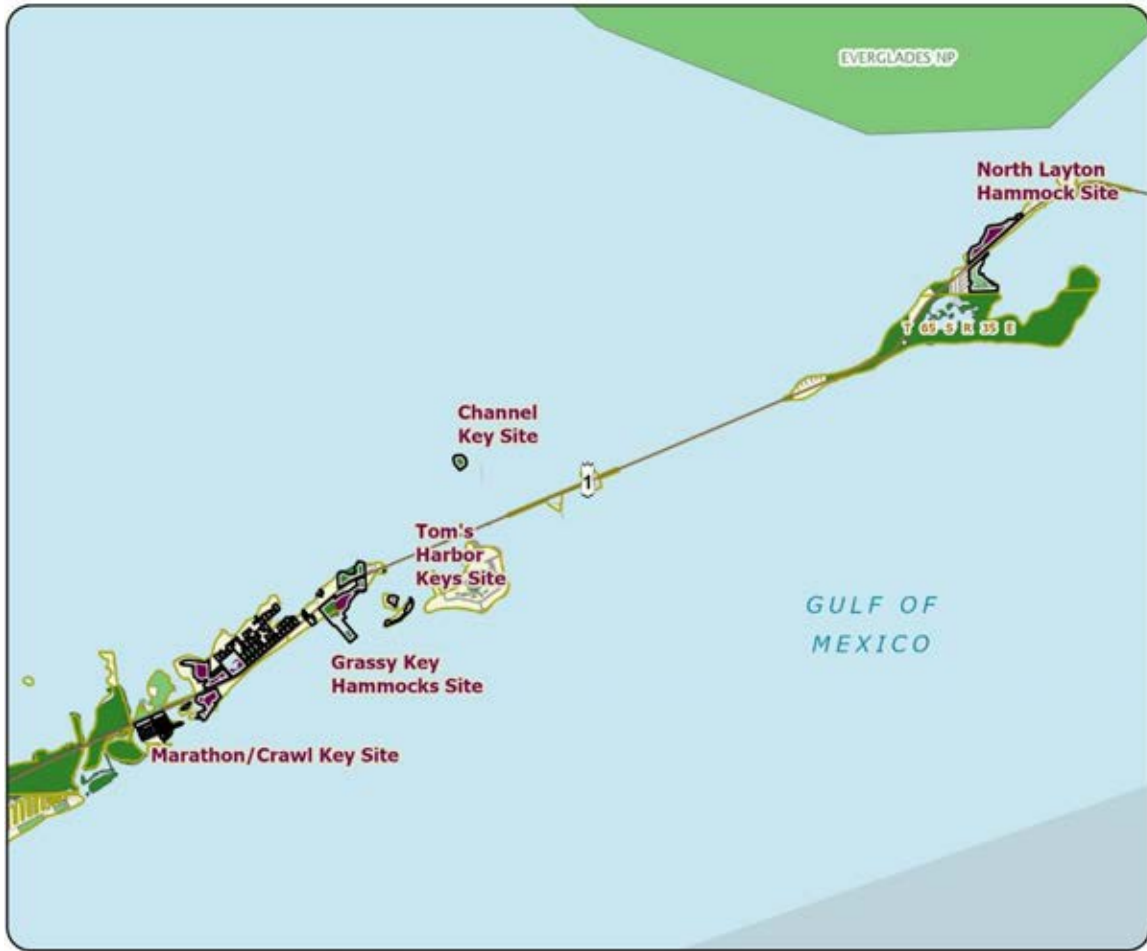 EVERGLADES NP
North Layton
Hammock Site
T 65 S R 35 E
Channel
Key Site
1
Tom's
Harbor
Keys Site
GULF OF
MEXICO
Grassy Key
Hammocks Site
Marathon/Crawl Key Site